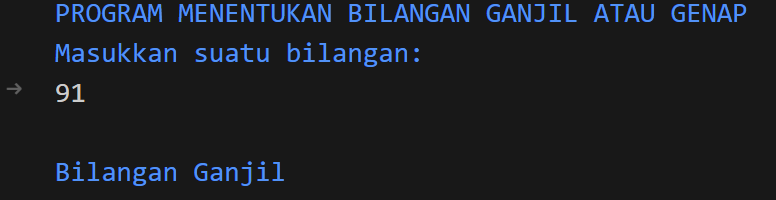 PROGRAM MENENTUKAN BILANGAN GANJIL ATAU GENAP
Masukkan suatu bilangan:
→ 91
Bilangan Ganjil